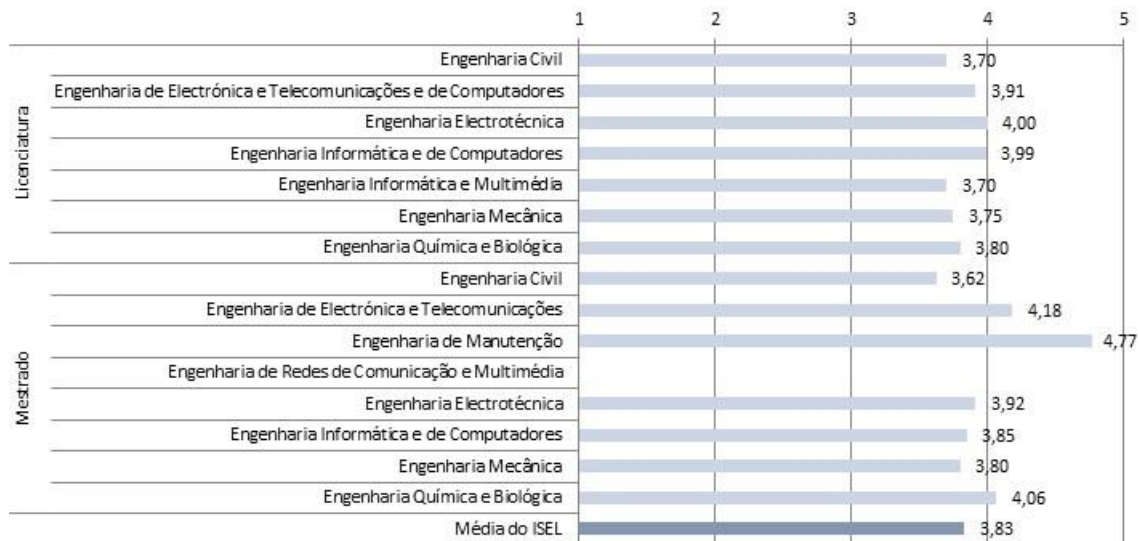 1 2 3 4 5
Licenciatura
Engenharia Civil 3,70
Engenharia de Electrónica e Telecomunicações e de Computadores 3,91
Engenharia Electrotécnica 4,00
Engenharia Informática e de Computadores 3,99
Engenharia Informática e Multimédia 3,70
Engenharia Mecânica 3,75
Engenharia Química e Biológica 3,80
Mestrado
Engenharia Civil 3,62
Engenharia de Electrónica e Telecomunicações 4,18
Engenharia de Manutenção 4,77
Engenharia de Redes de Comunicação e Multimédia
Engenharia Electrotécnica 3,92
Engenharia Informática e de Computadores 3,85
Engenharia Mecânica 3,80
Engenharia Química e Biológica 4,06
Média do ISEL 3,83